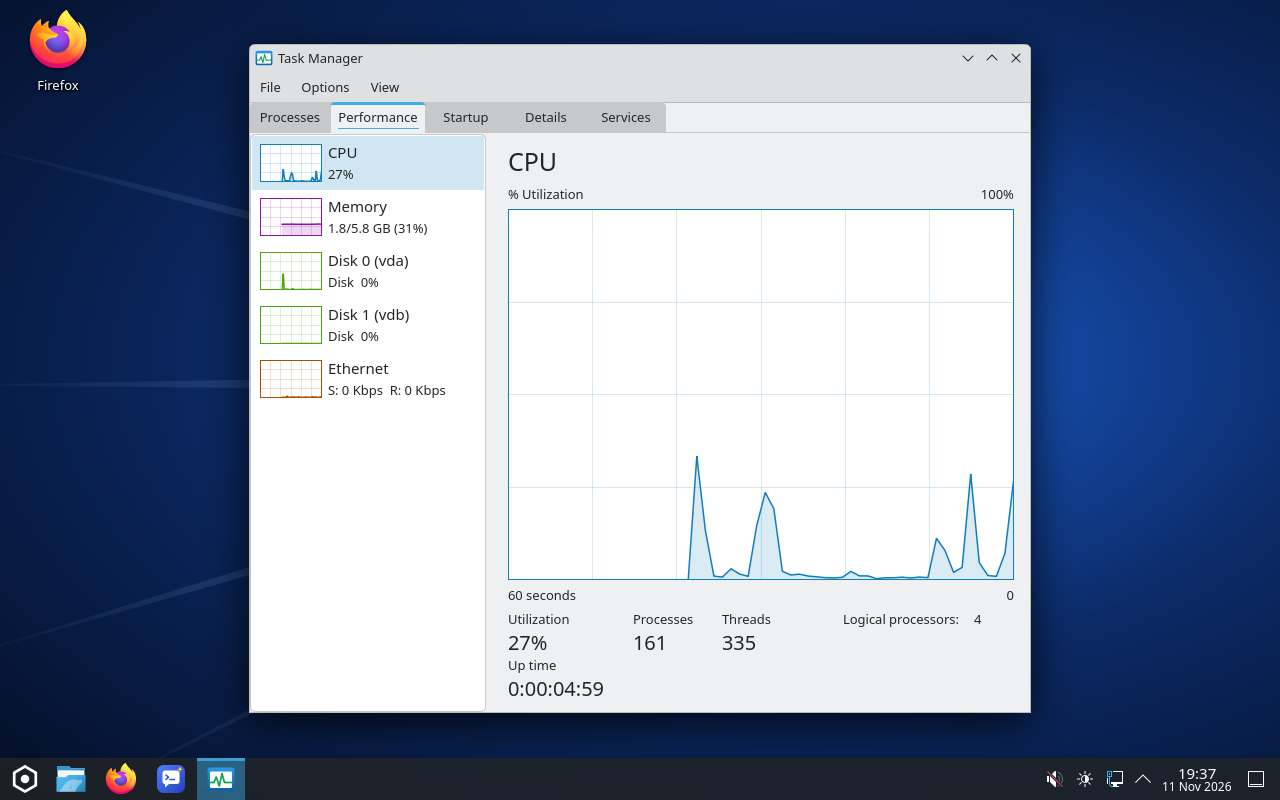 Firefox
Task Manager
File Options View
Processes Performance Startup Details Services
CPU
27%
Memory
1.8/5.8 GB (31%)
Disk 0 (vda)
Disk 0%
Disk 1 (vdb)
Disk 0%
Ethernet
S: 0 Kbps R: 0 Kbps
CPU
% Utilization 100%
60 seconds 0
Utilization Processes Threads Logical processors: 4
27% 161 335
Up time
0:00:04:59
19:37
11 Nov 2026